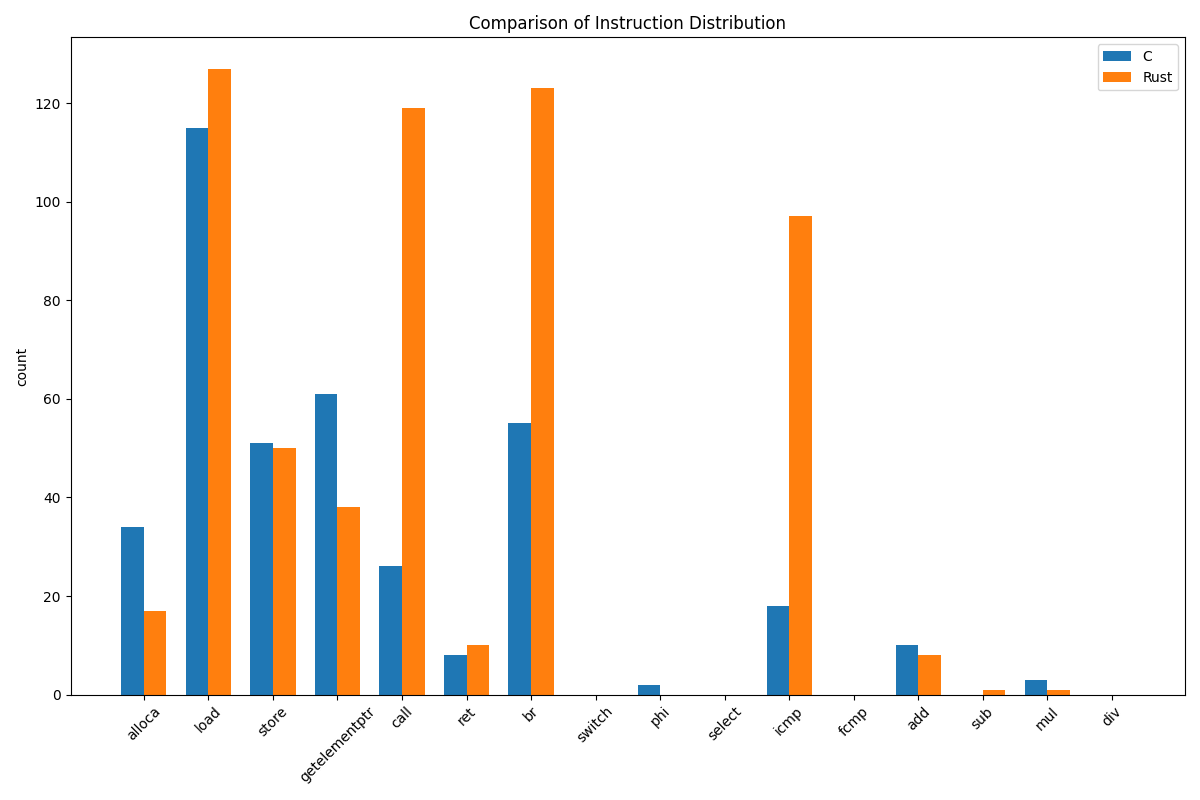 Comparison of Instruction Distribution
C
Rust
count
120
100
80
60
40
20
0
alloca
load
store
getelementptr
call
ret
br
switch
phi
select
icmp
fcmp
add
sub
mul
div